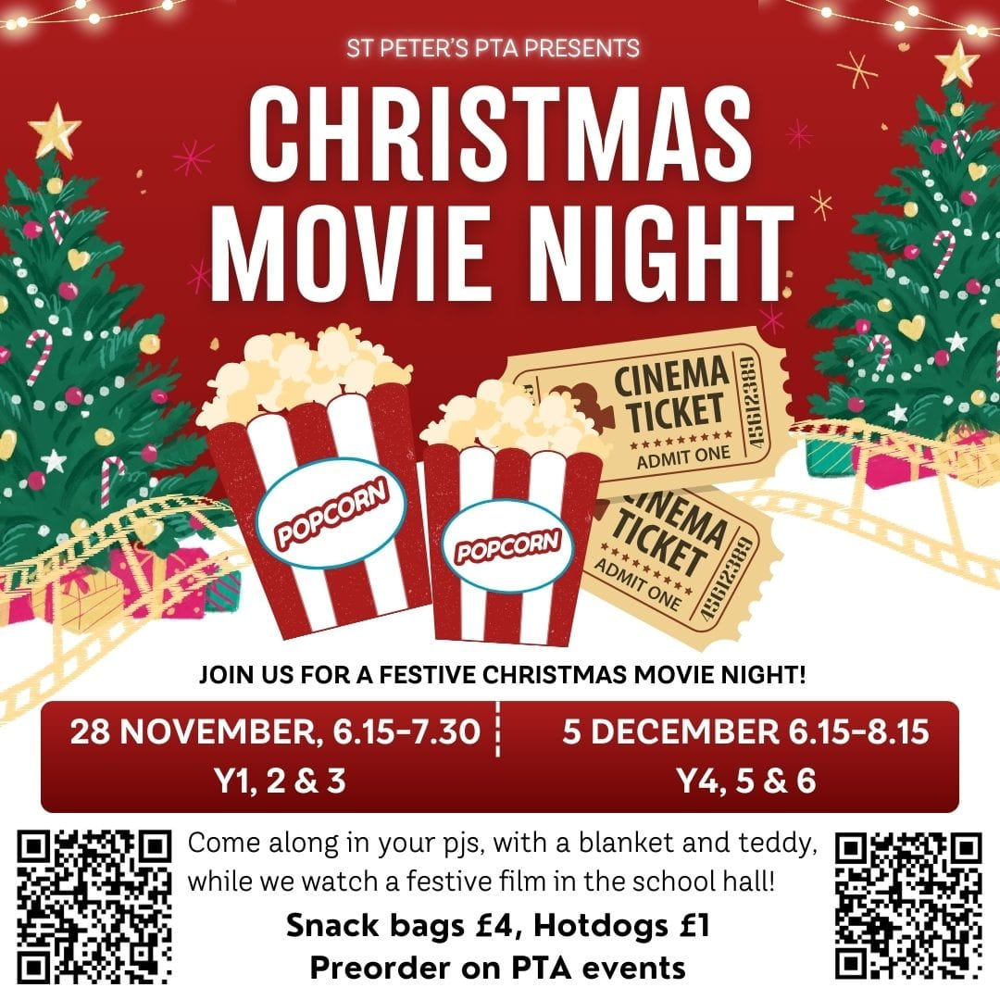 ST PETER'S PTA PRESENTS
CHRISTMAS
MOVIE NIGHT
CINEMA
TICKET
ADMIT ONE
45612389
POPCORN
POPCORN
CINEMA
TICKET
ADMIT ONE
45612389
JOIN US FOR A FESTIVE CHRISTMAS MOVIE NIGHT!
28 NOVEMBER, 6.15-7.30
Y1, 2 & 3
5 DECEMBER 6.15-8.15
Y4, 5 & 6
Come along in your pjs, with a blanket and teddy,
while we watch a festive film in the school hall!
Snack bags £4, Hotdogs £1
Preorder on PTA events